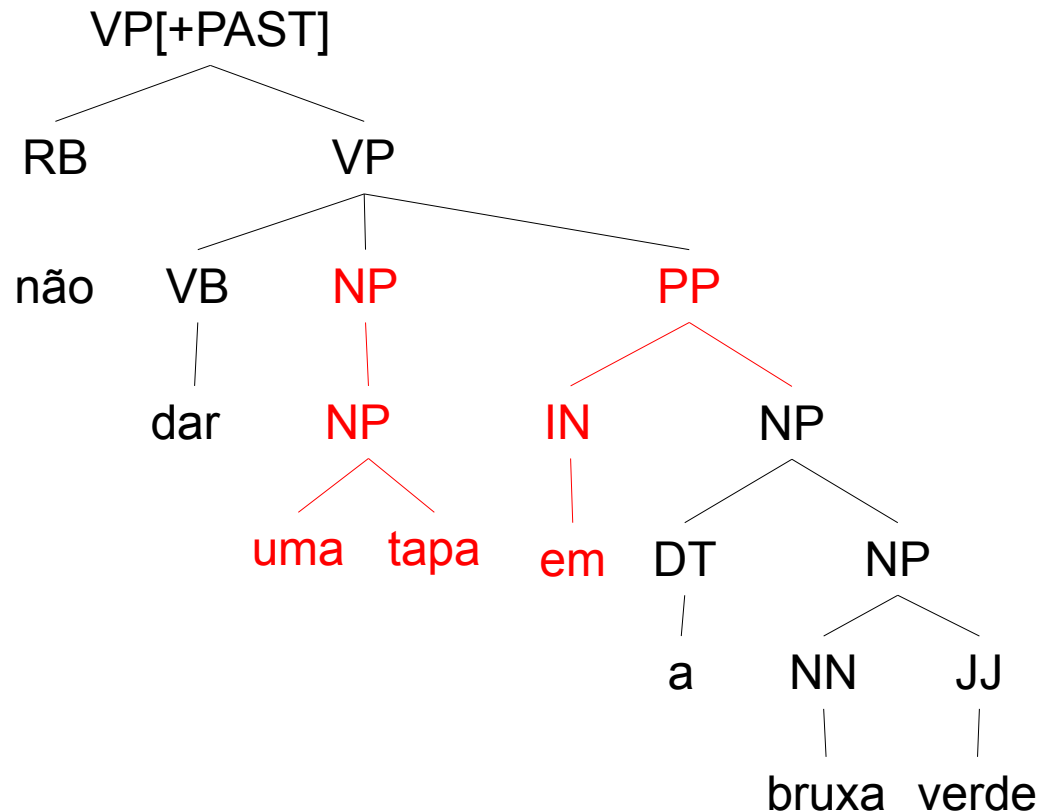 VP[+PAST]
RB VP
não VB NP PP
dar NP IN NP
uma tapa em DT NP
a NN JJ
bruxa verde